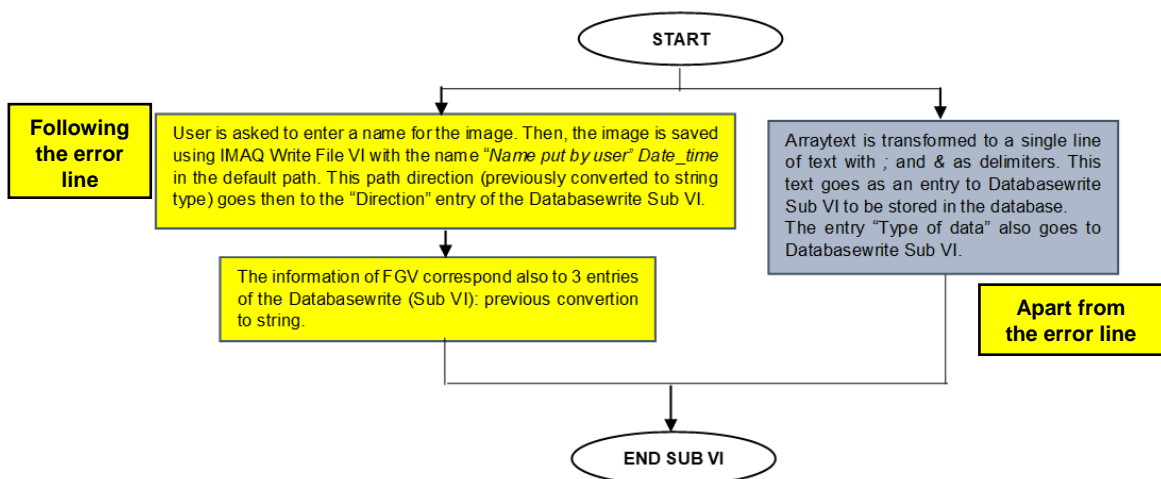 START
Following
the error
line
User is asked to enter a name for the image. Then, the image is saved
using IMAQ Write File VI with the name “Name put by user” Date_time
in the default path. This path direction (previously converted to string
type) goes then to the “Direction” entry of the Databasewrite Sub VI.
Arraytext is transformed to a single line
of text with ; and & as delimiters. This
text goes as an entry to Databasewrite
Sub VI to be stored in the database.
The entry “Type of data” also goes to
Databasewrite Sub VI.
The information of FGV correspond also to 3 entries
of the Databasewrite (Sub VI): previous convertion
to string.
Apart from
the error line
END SUB VI